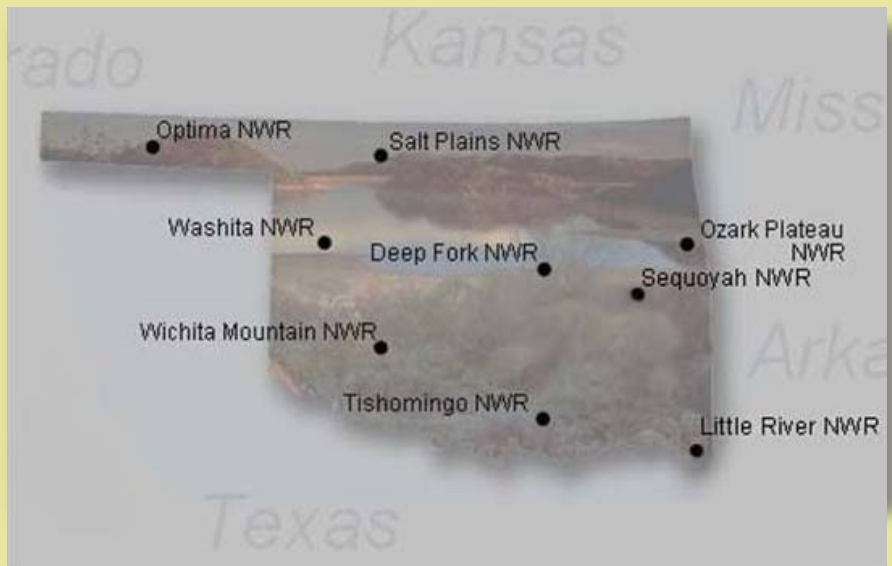 Kansas
rado
Miss
Optima NWR
Salt Plains NWR
Washita NWR
Ozark Plateau
NWR
Deep Fork NWR
Sequoyah NWR
Wichita Mountain NWR
Arka
Tishomingo NWR
Little River NWR
Texas